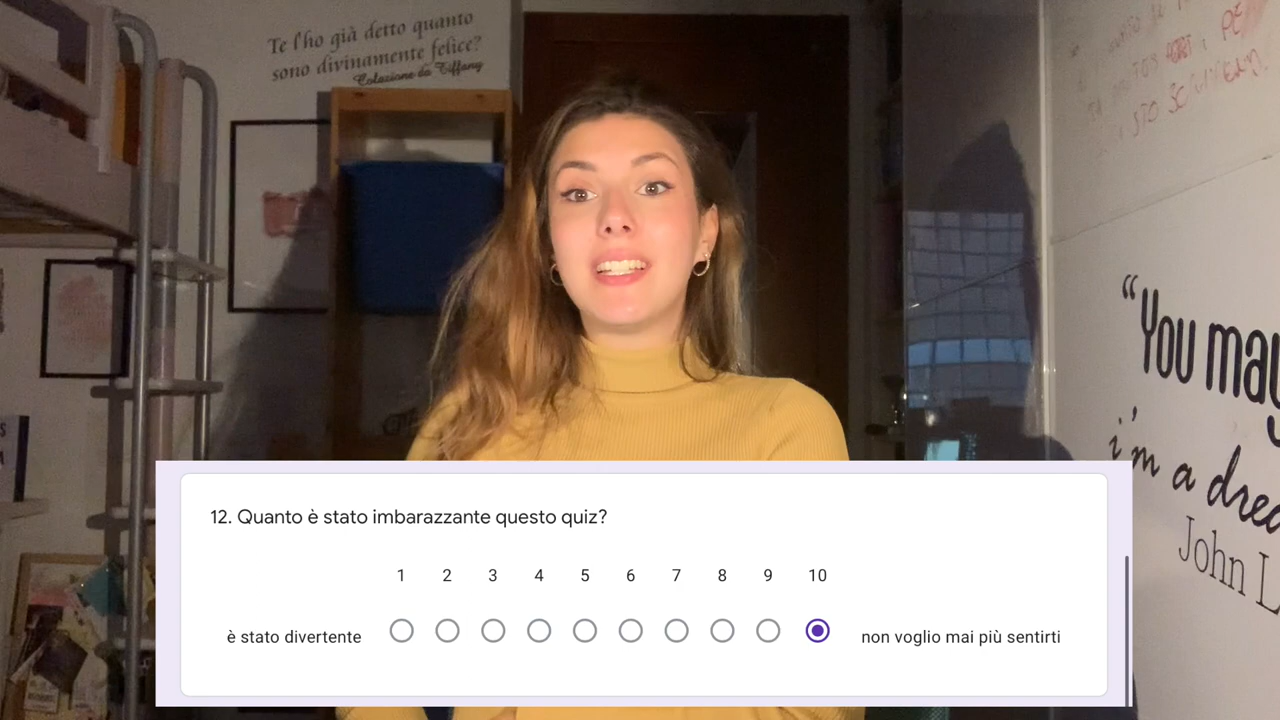 Te l'ho già detto quanto
sono divinamente felice?
Colazione da Tiffany
STO
"You may
i'm a drea
John L
12. Quanto è stato imbarazzante questo quiz?
1 2 3 4 5 6 7 8 9 10
è stato divertente
non voglio mai più sentirti